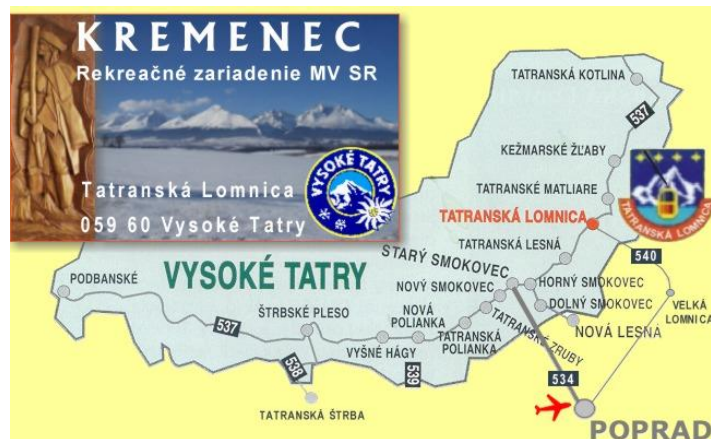 KREMENEC
Rekreačné zariadenie MV SR
Tatranská Lomnica
059 60 Vysoké Tatry
VYSOKÉ TATRY
TATRANSKÁ KOTLINA
537
KEŽMARSKÉ ŽĽABY
TATRANSKÉ MATLIARE
TATRANSKÁ LOMNICA
TATRANSKÁ LOMNICA
TATRANSKÁ LESNÁ
540
STARÝ SMOKOVEC
VYSOKÉ TATRY
PODBANSKÉ
NOVÝ SMOKOVEC
HORNÝ SMOKOVEC
DOLNÝ SMOKOVEC
VELKÁ
LOMNICA
ŠTRBSKÉ PLESO
NOVÁ
POLIANKA
TATRANSKÉ ZRUBY
NOVÁ LESNÁ
537
VYŠNÉ HÁGY
TATRANSKÁ
POLIANKA
538
539
534
TATRANSKÁ ŠTRBA
POPRAD